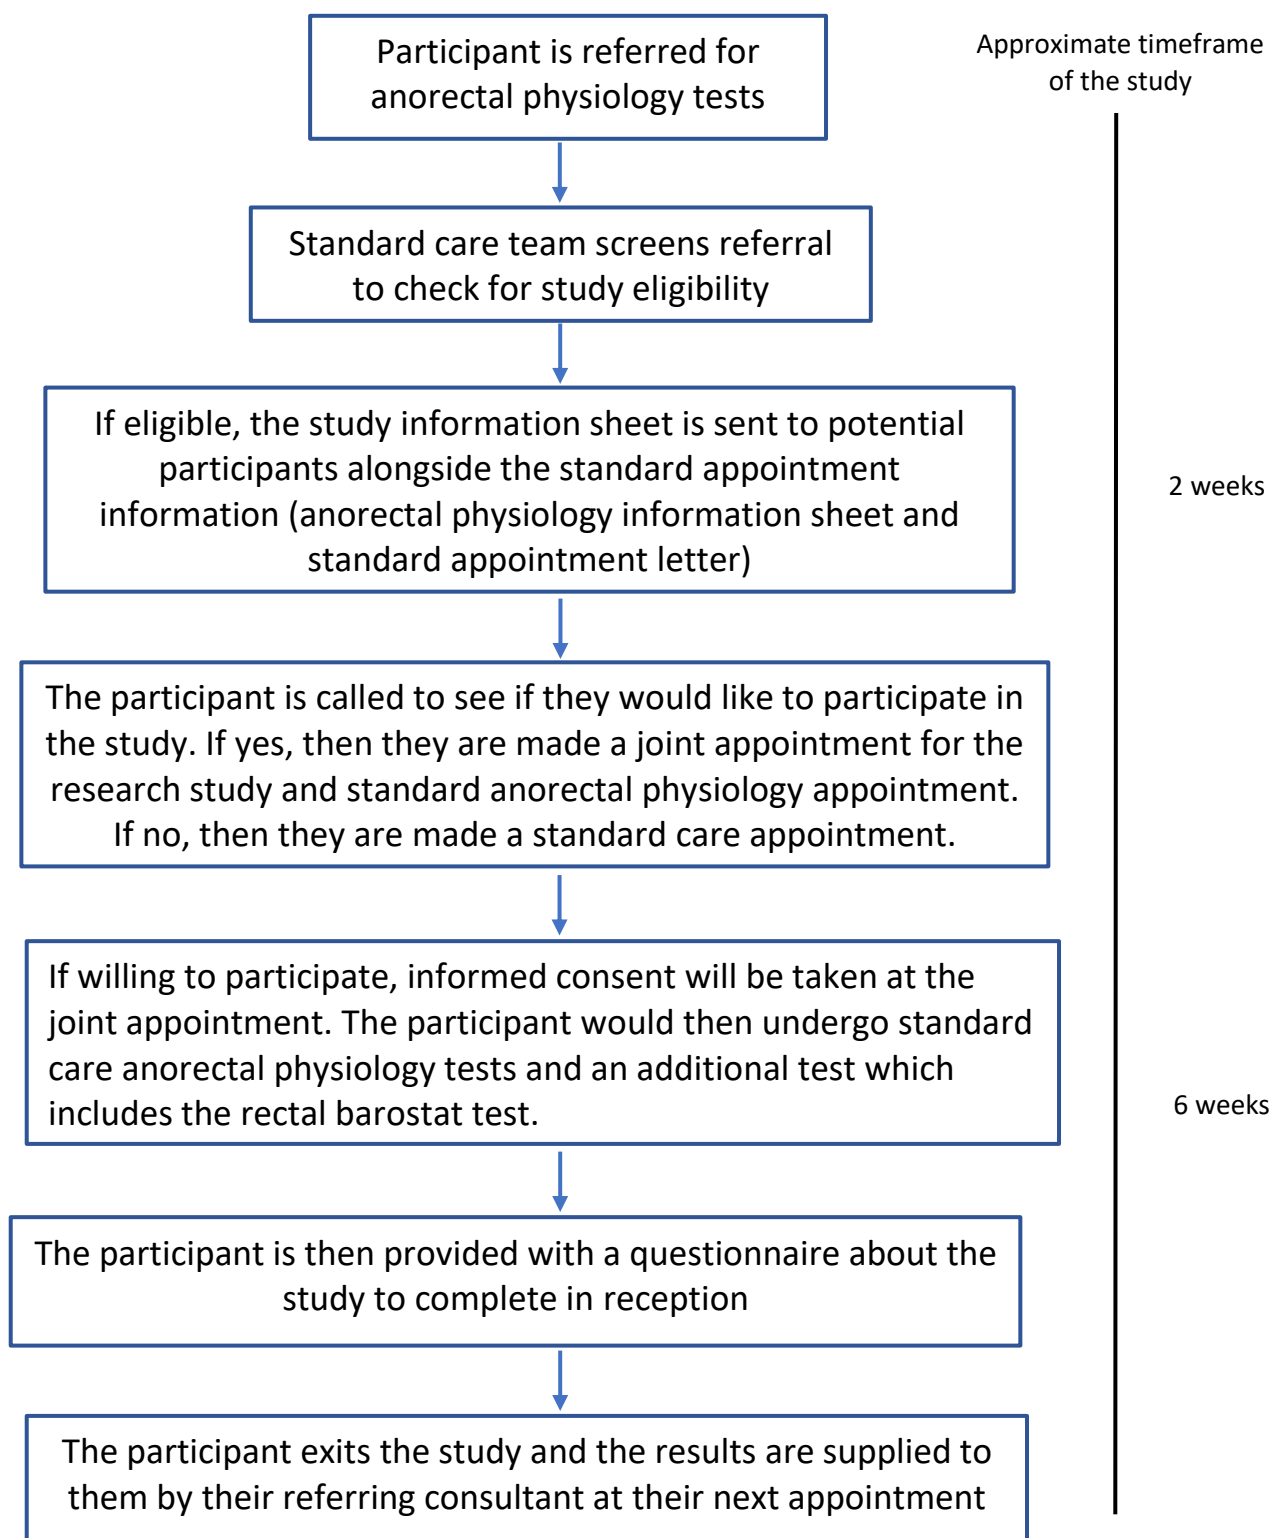 Participant is referred for
anorectal physiology tests
Approximate timeframe
of the study
Standard care team screens referral
to check for study eligibility
If eligible, the study information sheet is sent to potential
participants alongside the standard appointment
information (anorectal physiology information sheet and
standard appointment letter)
2 weeks
The participant is called to see if they would like to participate in
the study. If yes, then they are made a joint appointment for the
research study and standard anorectal physiology appointment.
If no, then they are made a standard care appointment.
If willing to participate, informed consent will be taken at the
joint appointment. The participant would then undergo standard
care anorectal physiology tests and an additional test which
includes the rectal barostat test.
6 weeks
The participant is then provided with a questionnaire about the
study to complete in reception
The participant exits the study and the results are supplied to
them by their referring consultant at their next appointment